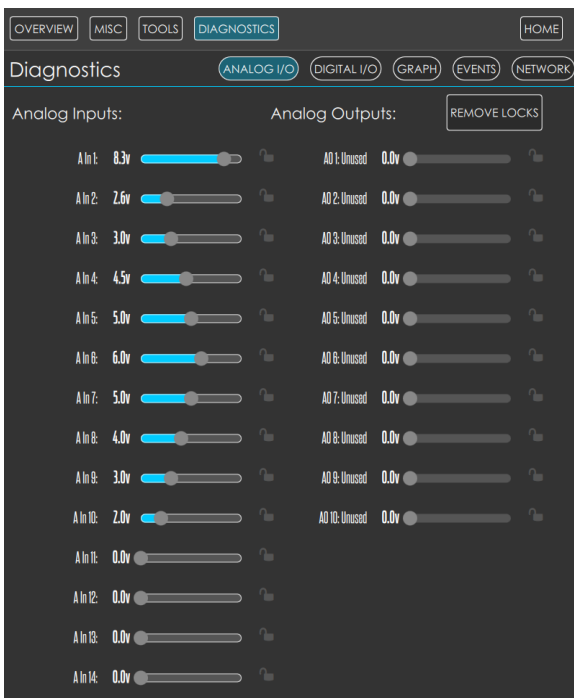 OVERVIEW MISC TOOLS DIAGNOSTICS HOME
Diagnostics ANALOG I/O DIGITAL I/O GRAPH EVENTS NETWORK
Analog Inputs: Analog Outputs: REMOVE LOCKS
A In 1: 8.3v AO 1: Unused 0.0v
A In 2: 2.6v AO 2: Unused 0.0v
A In 3: 3.0v AO 3: Unused 0.0v
A In 4: 4.5v AO 4: Unused 0.0v
A In 5: 5.0v AO 5: Unused 0.0v
A In 6: 6.0v AO 6: Unused 0.0v
A In 7: 5.0v AO 7: Unused 0.0v
A In 8: 4.0v AO 8: Unused 0.0v
A In 9: 3.0v AO 9: Unused 0.0v
A In 10: 2.0v AO 10: Unused 0.0v
A In 11: 0.0v
A In 12: 0.0v
A In 13: 0.0v
A In 14: 0.0v